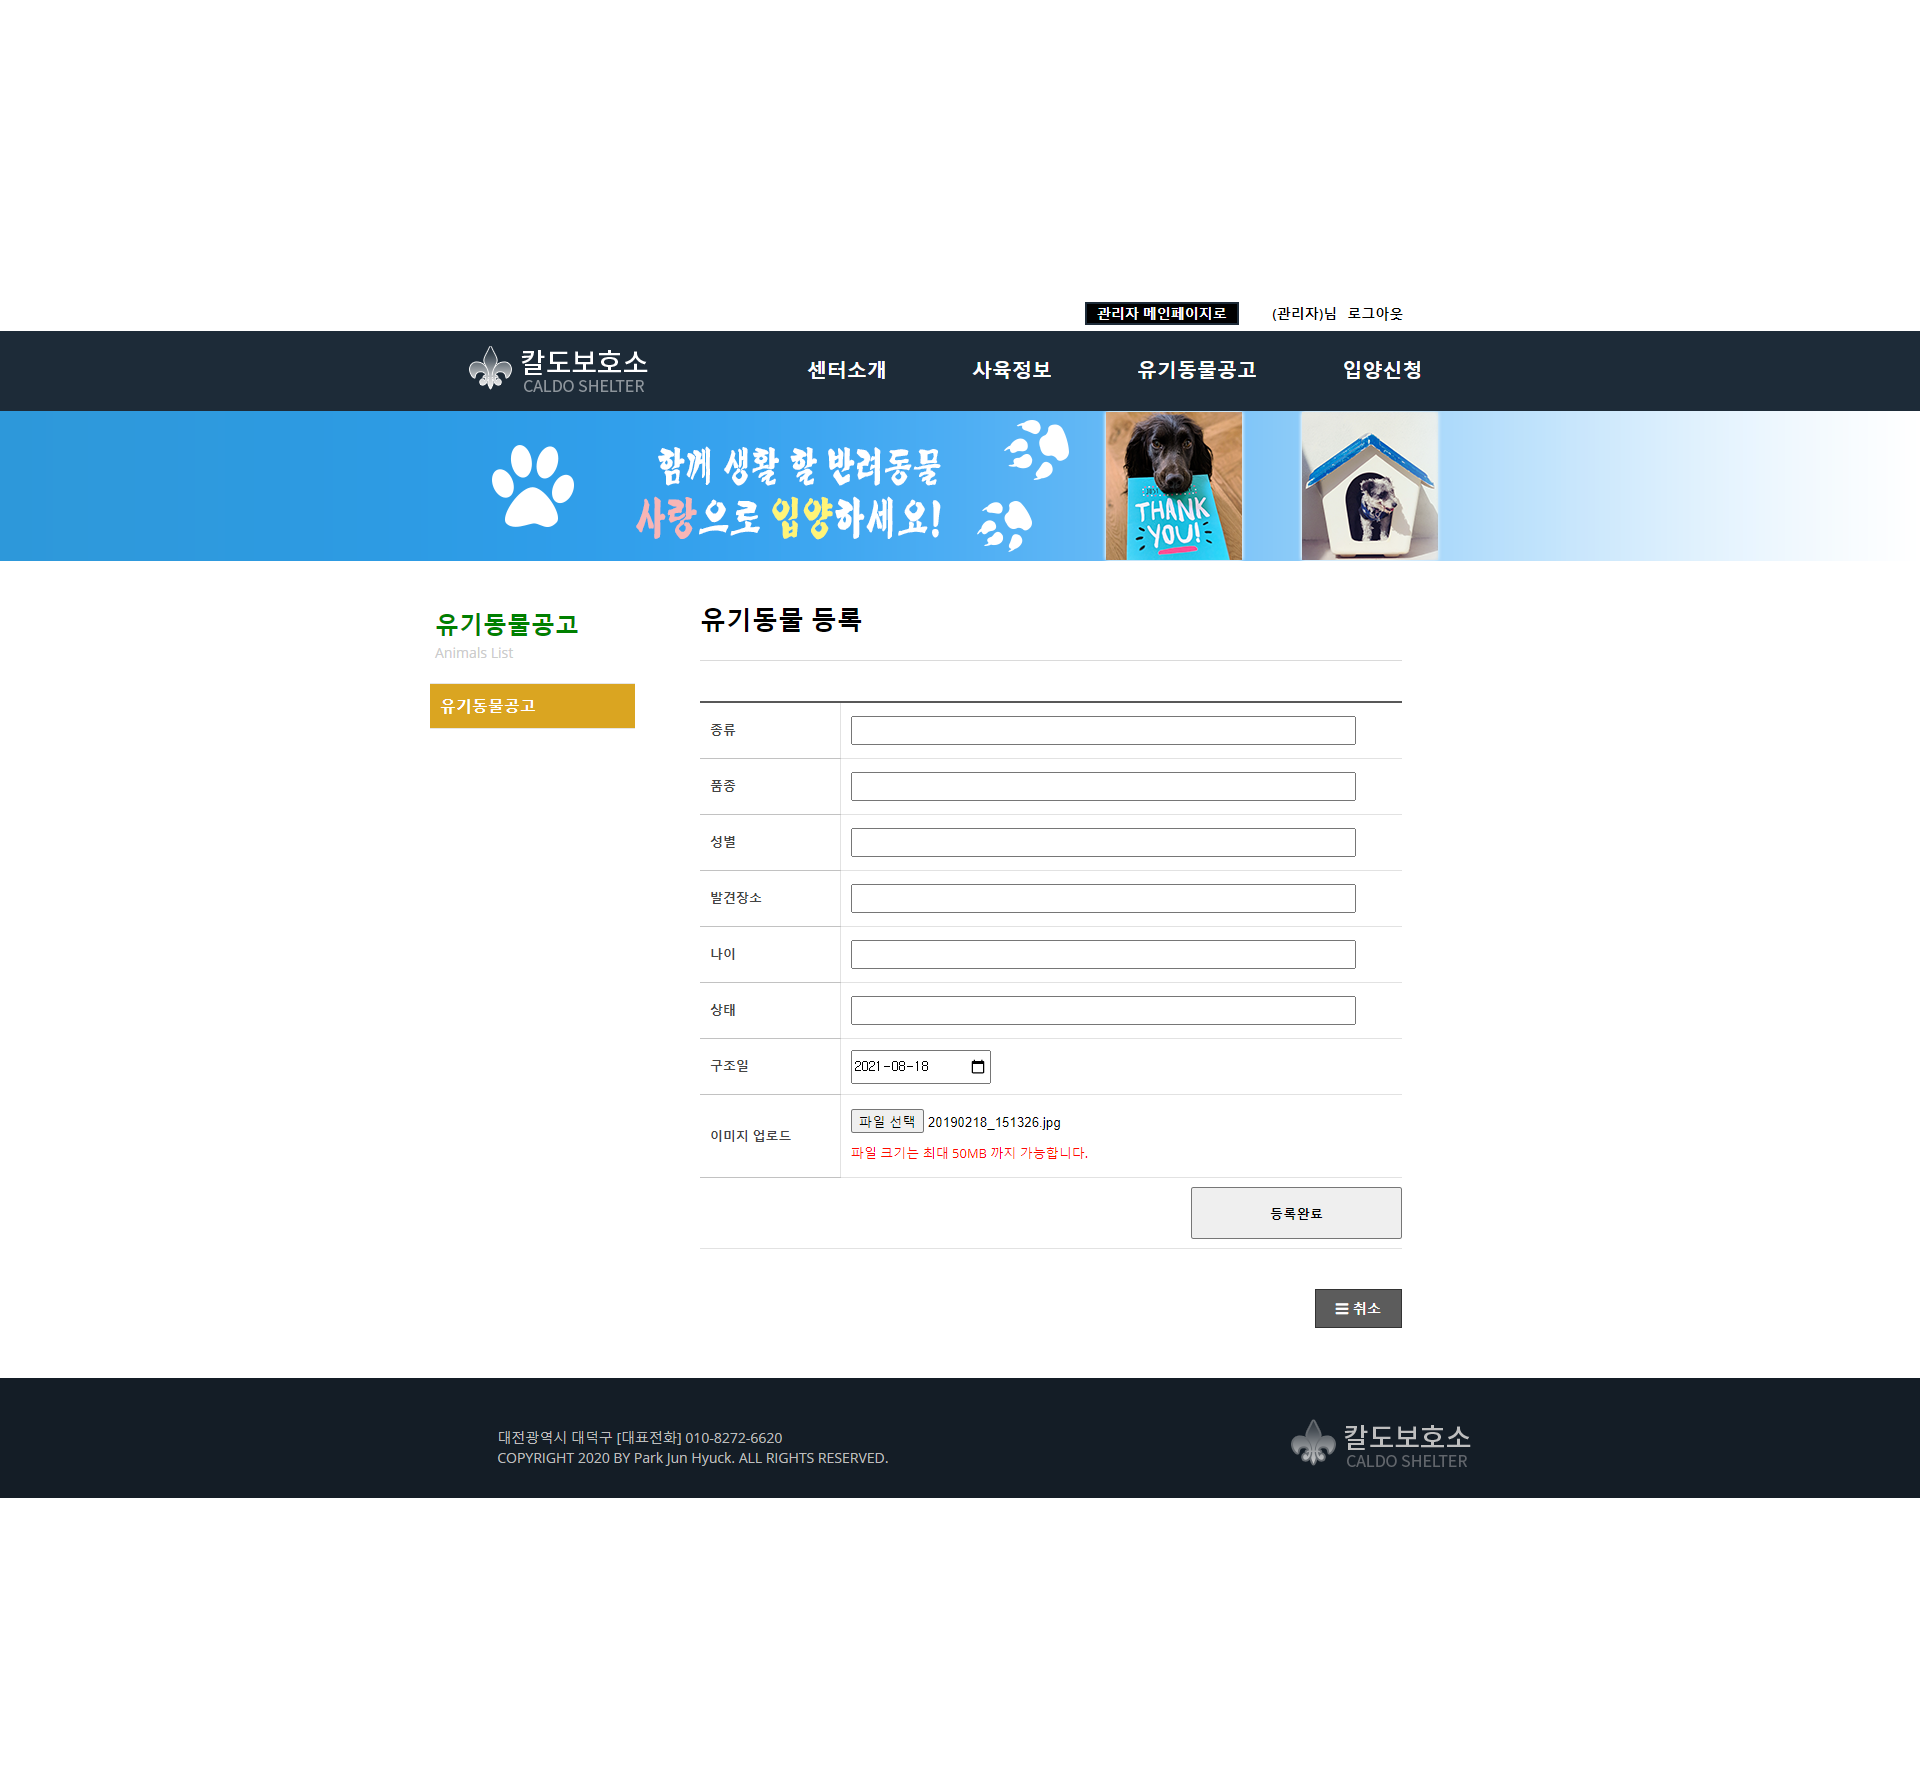 관리자 메인페이지로 (관리자)님 로그아웃
칼도보호소
CALDO SHELTER
센터소개 사육정보 유기동물공고 입양신청
함께 생활 할 반려동물
사랑으로 입양하세요!
THANK
YOU!
유기동물공고
Animals List
유기동물공고
유기동물 등록
종류
품종
성별
발견장소
나이
상태
구조일 2021-08-18
이미지 업로드 파일 선택 20190218_151326.jpg
파일 크기는 최대 50MB 까지 가능합니다.
등록완료
취소
대전광역시 대덕구 [대표전화] 010-8272-6620
COPYRIGHT 2020 BY Park Jun Hyuck. ALL RIGHTS RESERVED.
칼도보호소
CALDO SHELTER